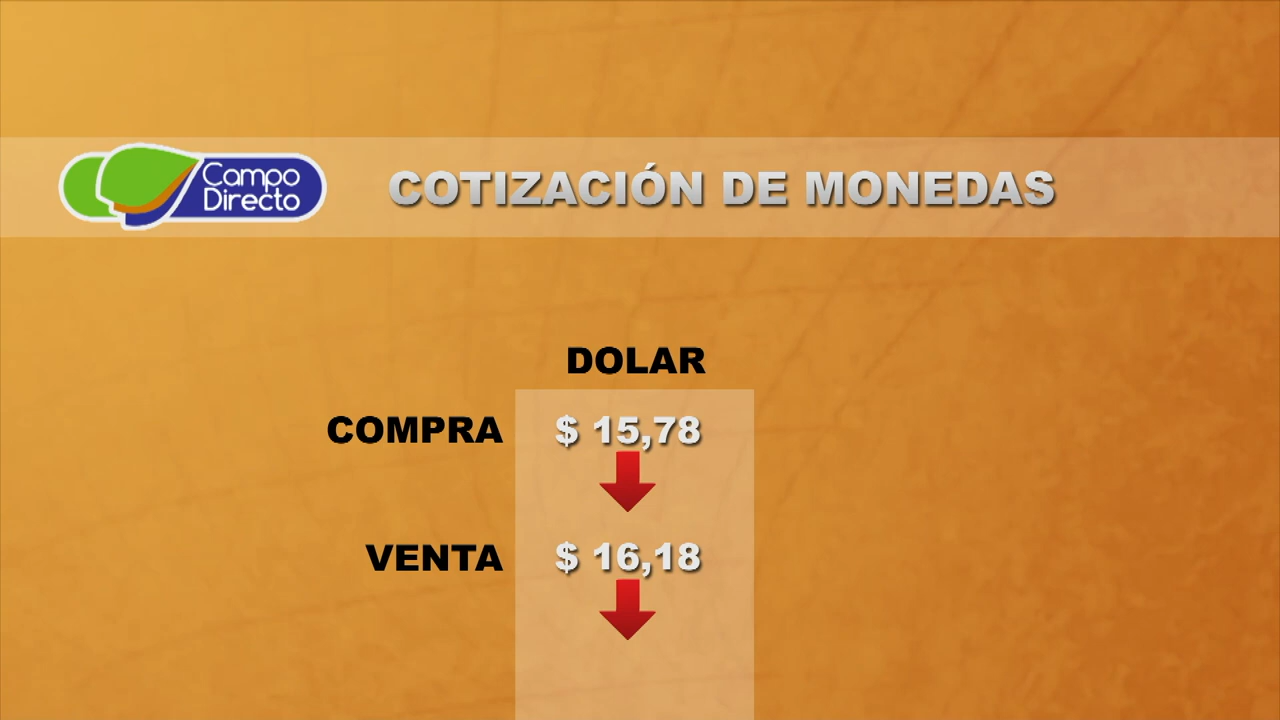 Campo
Directo
COTIZACIÓN DE MONEDAS
DOLAR
COMPRA $ 15,78
VENTA $ 16,18